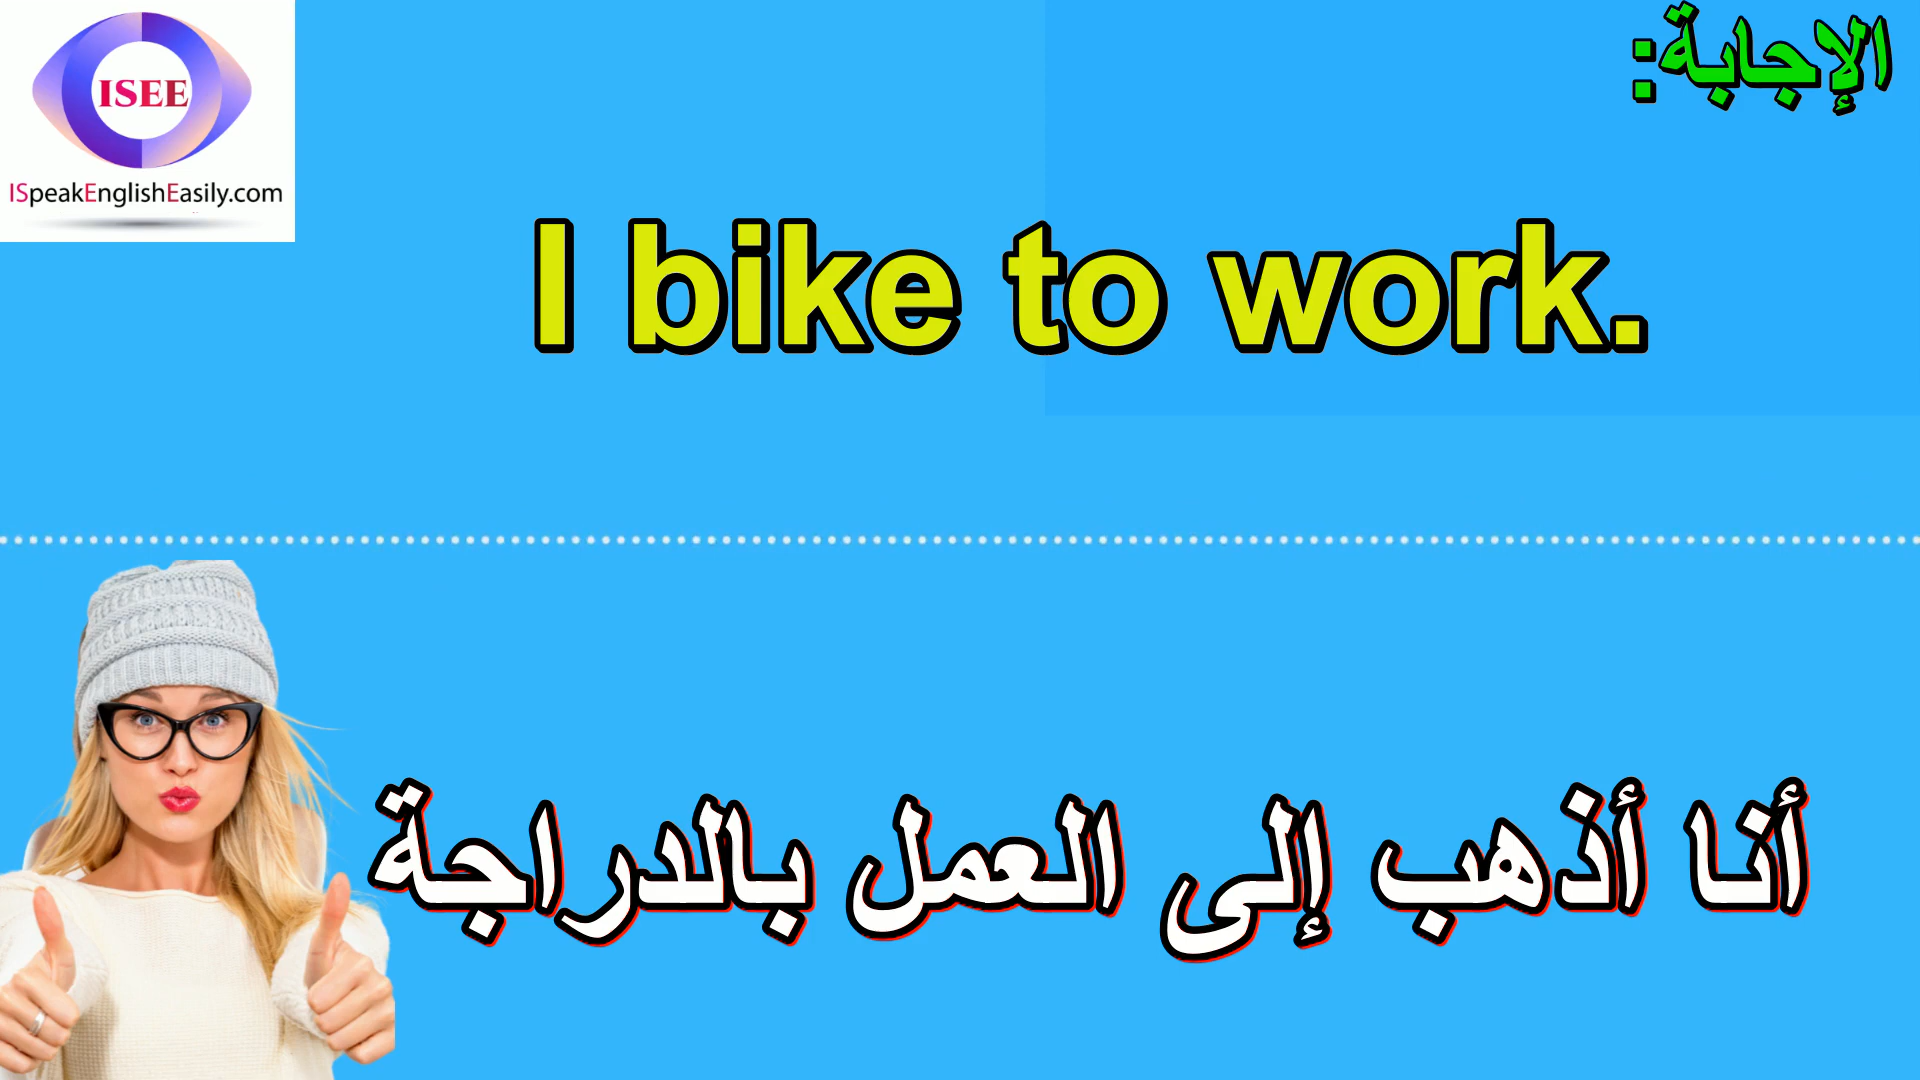 ISEE
ISpeakEnglishEasily.com
الإجابة:
I bike to work.
أنا أذهب إلى العمل بالدراجة